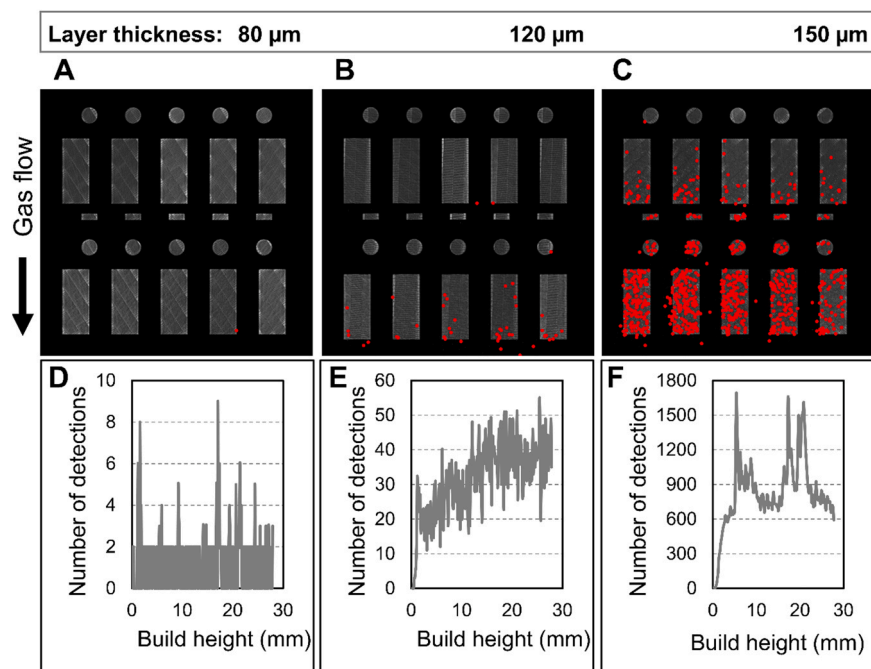 Layer thickness: 80 µm 120 µm 150 µm
A B C
Gas flow
D E F
Number of detections
10
8
6
4
2
0
0 10 20 30
Build height (mm)
Number of detections
60
50
40
30
20
10
0
0 10 20 30
Build height (mm)
Number of detections
1800
1500
1200
900
600
300
0
0 10 20 30
Build height (mm)